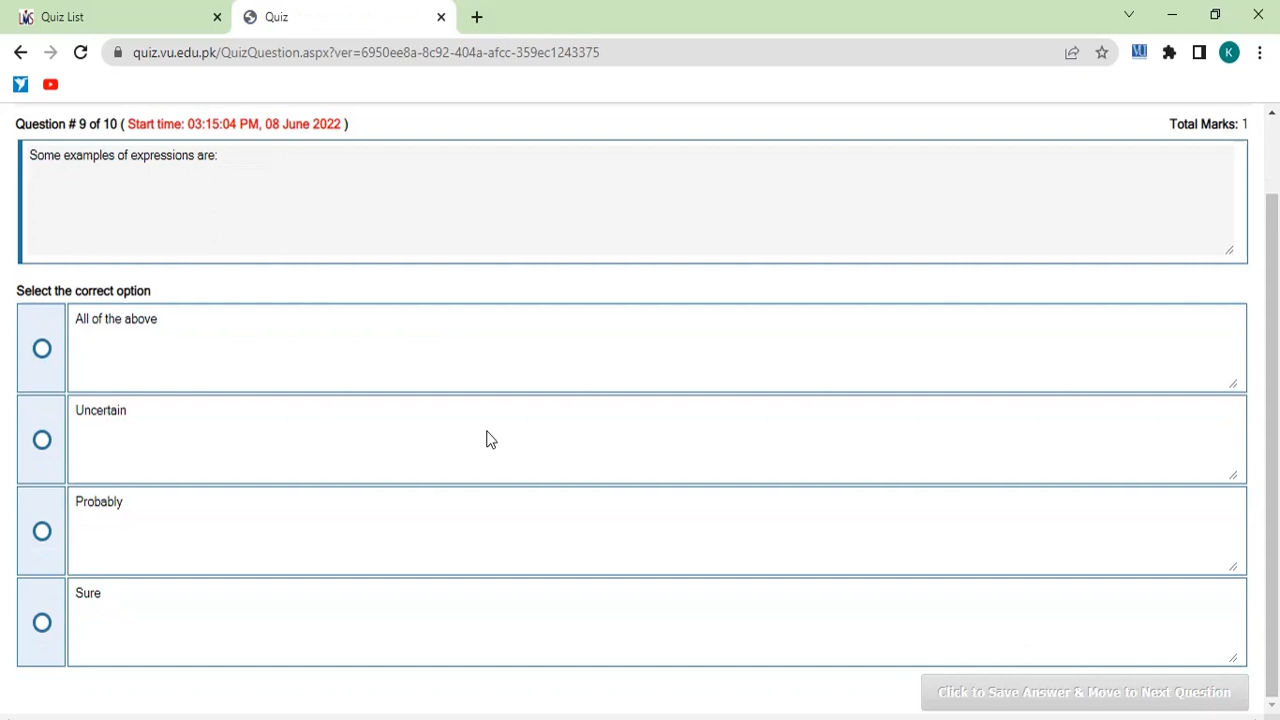 Quiz List
Quiz
quiz.vu.edu.pk/QuizQuestion.aspx?ver=6950ee8a-8c92-404a-afcc-359ec1243375
VU
K
Question # 9 of 10 ( Start time: 03:15:04 PM, 08 June 2022 )
Total Marks: 1
Some examples of expressions are:
Select the correct option
All of the above
Uncertain
Probably
Sure
Click to Save Answer & Move to Next Question